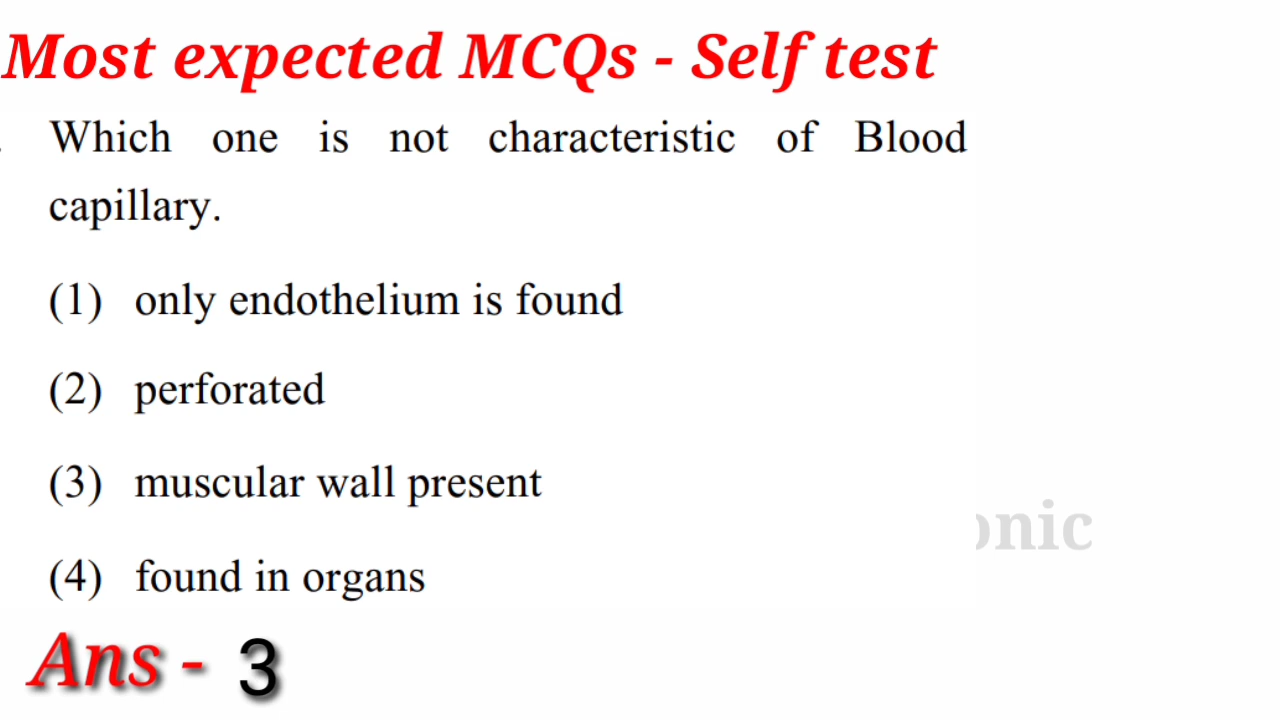 Most expected MCQs - Self test
Which one is not characteristic of Blood
capillary.
(1) only endothelium is found
(2) perforated
(3) muscular wall present
onic
(4) found in organs
Ans - 3